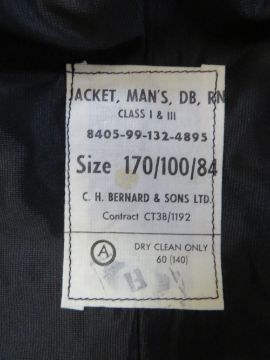 JACKET, MAN'S, DB, RN
CLASS I & III
8405-99-132-4895
Size 170/100/84
C. H. BERNARD & SONS LTD.
Contract CT3B/1192
A DRY CLEAN ONLY
60 (140)